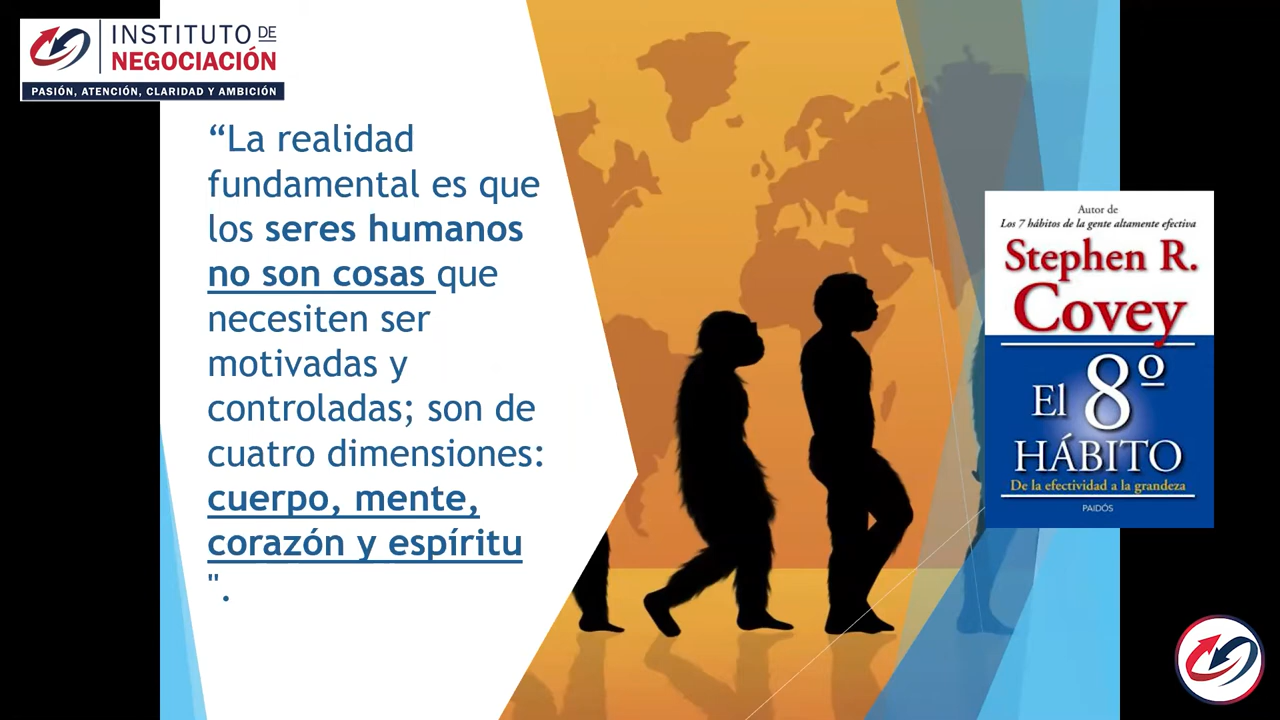 INSTITUTO DE
NEGOCIACIÓN
PASIÓN, ATENCIÓN, CLARIDAD Y AMBICIÓN
“La realidad
fundamental es que
los seres humanos
no son cosas que
necesiten ser
motivadas y
controladas; son de
cuatro dimensiones:
cuerpo, mente,
corazón y espíritu
".
Autor de
Los 7 hábitos de la gente altamente efectiva
Stephen R.
Covey
El 8º
HÁBITO
De la efectividad a la grandeza
PAIDÓS